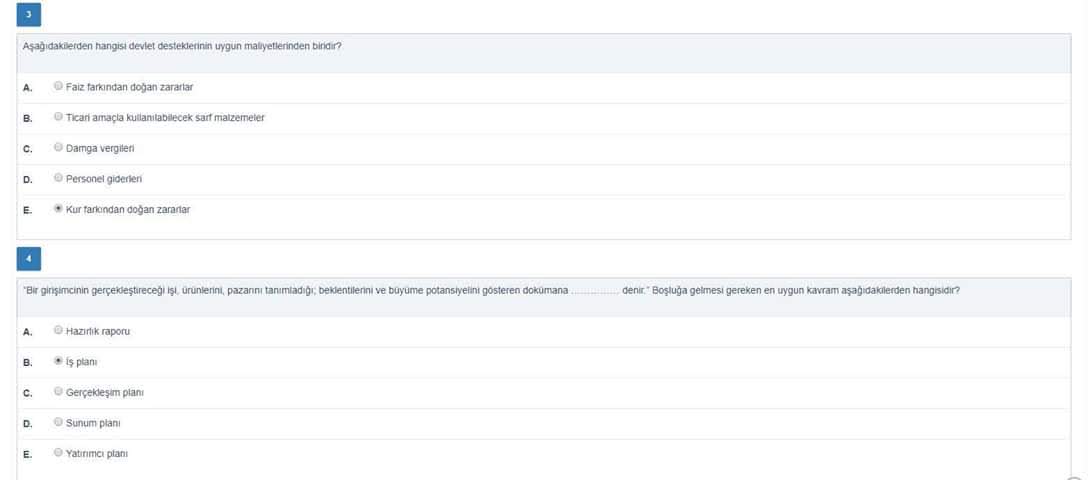 3
Aşağıdakilerden hangisi devlet desteklerinin uygun maliyetlerinden biridir?
A. Faiz farkından doğan zararlar
B. Ticari amaçla kullanılabilecek sarf malzemeler
C. Damga vergileri
D. Personel giderleri
E. Kur farkından doğan zararlar
4
"Bir girişimcinin gerçekleştireceği işi, ürünlerini, pazarını tanımladığı; beklentilerini ve büyüme potansiyelini gösteren dokümana ............... denir." Boşluğa gelmesi gereken en uygun kavram aşağıdakilerden hangisidir?
A. Hazırlık raporu
B. İş planı
C. Gerçekleşim planı
D. Sunum planı
E. Yatırımcı planı